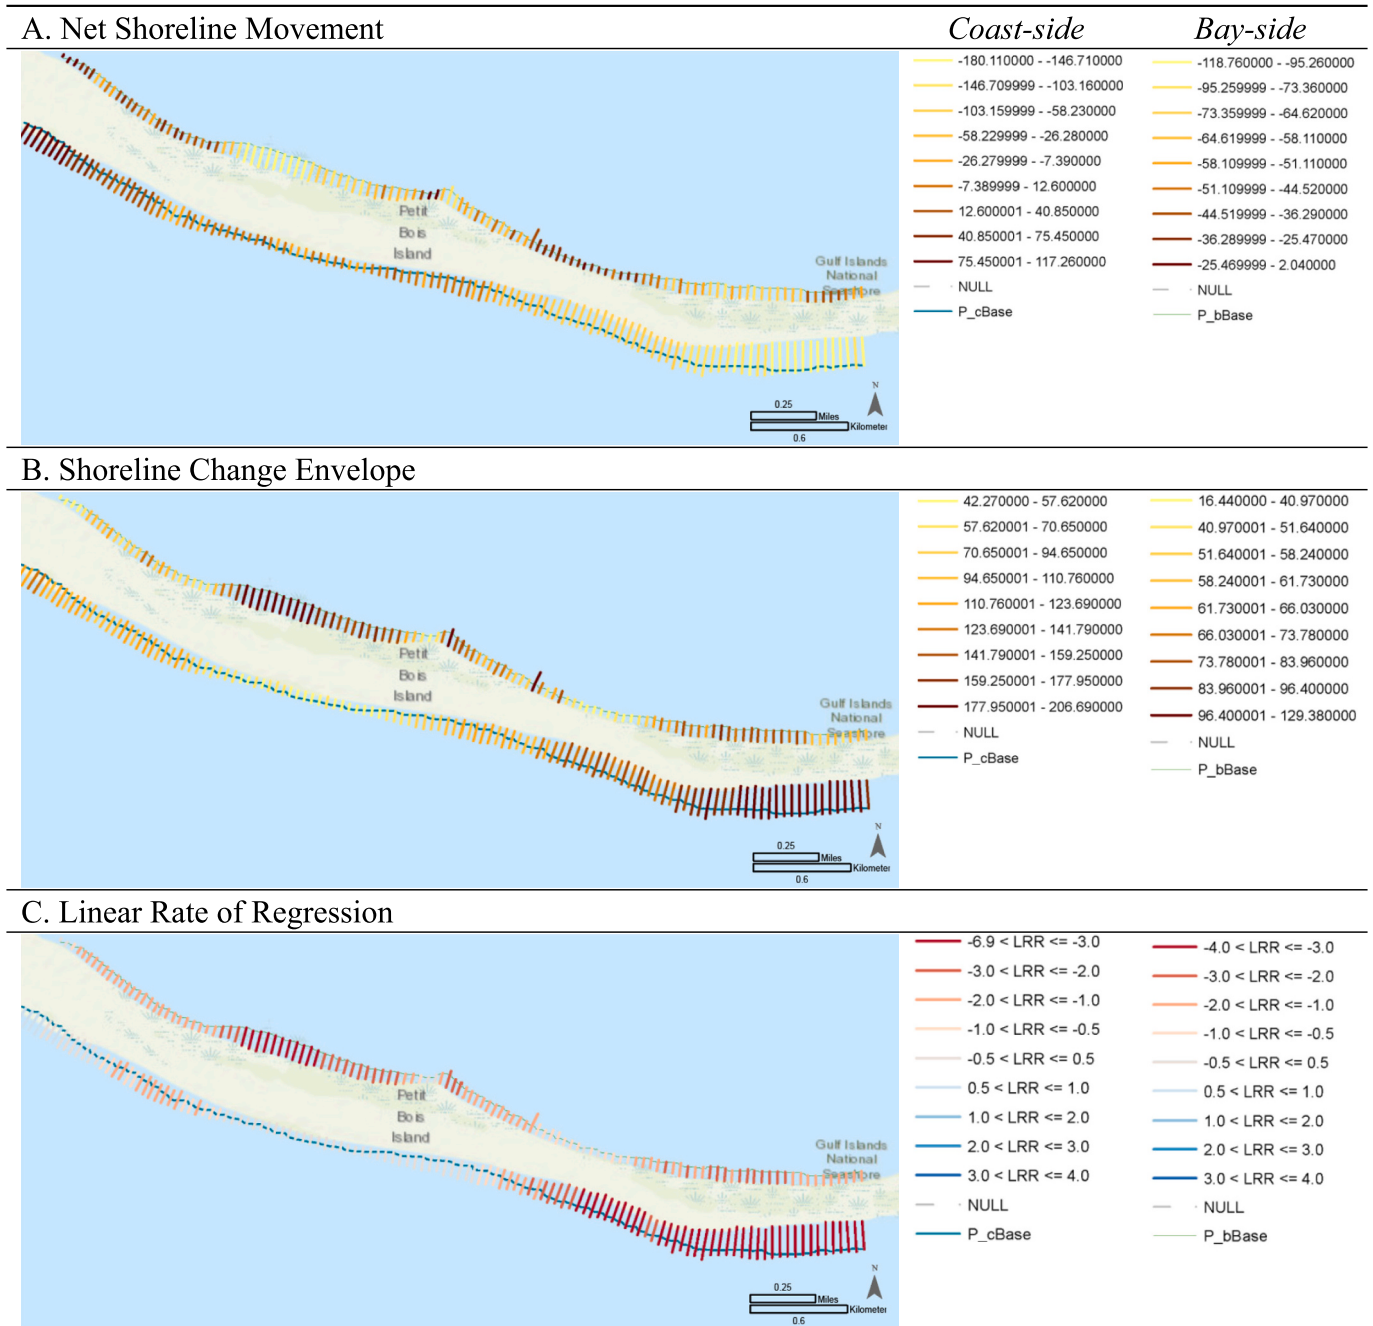 A. Net Shoreline Movement
Coast-side
Bay-side
Petit
Bois
Island
Gulf Islands
National
Seashore
N
0.25
Miles
Kilometer
0.6
-180.110000 - -146.710000
-146.709999 - -103.160000
-103.159999 - -58.230000
-58.229999 - -26.280000
-26.279999 - -7.390000
-7.389999 - 12.600000
12.600001 - 40.850000
40.850001 - 75.450000
75.450001 - 117.260000
NULL
P_cBase
-118.760000 - -95.260000
-95.259999 - -73.360000
-73.359999 - -64.620000
-64.619999 - -58.110000
-58.109999 - -51.110000
-51.109999 - -44.520000
-44.519999 - -36.290000
-36.289999 - -25.470000
-25.469999 - 2.040000
NULL
P_bBase
B. Shoreline Change Envelope
Petit
Bois
Island
Gulf Islands
National
Seashore
N
0.25
Miles
Kilometer
0.6
42.270000 - 57.620000
57.620001 - 70.650000
70.650001 - 94.650000
94.650001 - 110.760000
110.760001 - 123.690000
123.690001 - 141.790000
141.790001 - 159.250000
159.250001 - 177.950000
177.950001 - 206.690000
NULL
P_cBase
16.440000 - 40.970000
40.970001 - 51.640000
51.640001 - 58.240000
58.240001 - 61.730000
61.730001 - 66.030000
66.030001 - 73.780000
73.780001 - 83.960000
83.960001 - 96.400000
96.400001 - 129.380000
NULL
P_bBase
C. Linear Rate of Regression
Petit
Bois
Island
Gulf Islands
National
Seashore
N
0.25
Miles
Kilometer
0.6
-6.9 < LRR <= -3.0
-3.0 < LRR <= -2.0
-2.0 < LRR <= -1.0
-1.0 < LRR <= -0.5
-0.5 < LRR <= 0.5
0.5 < LRR <= 1.0
1.0 < LRR <= 2.0
2.0 < LRR <= 3.0
3.0 < LRR <= 4.0
NULL
P_cBase
-4.0 < LRR <= -3.0
-3.0 < LRR <= -2.0
-2.0 < LRR <= -1.0
-1.0 < LRR <= -0.5
-0.5 < LRR <= 0.5
0.5 < LRR <= 1.0
1.0 < LRR <= 2.0
2.0 < LRR <= 3.0
3.0 < LRR <= 4.0
NULL
P_bBase